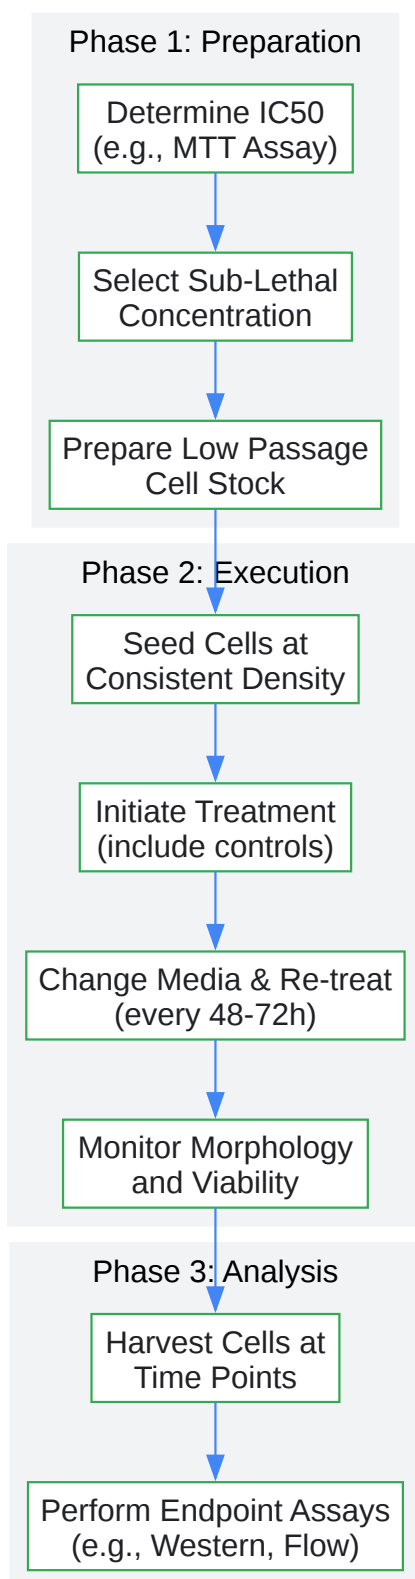 Phase 1: Preparation
Determine IC50
(e.g., MTT Assay)
Select Sub-Lethal
Concentration
Prepare Low Passage
Cell Stock
Phase 2: Execution
Seed Cells at
Consistent Density
Initiate Treatment
(include controls)
Change Media & Re-treat
(every 48-72h)
Monitor Morphology
and Viability
Phase 3: Analysis
Harvest Cells at
Time Points
Perform Endpoint Assays
(e.g., Western, Flow)